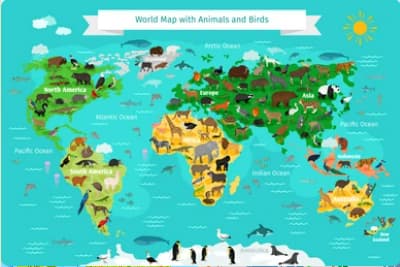 World Map with Animals and Birds
Arctic Ocean
North America
Europe
Asia
Atlantic Ocean
Pacific Ocean
Pacific Ocean
Africa
Indonesia
South America
Indian Ocean
Australia
New
Zealand